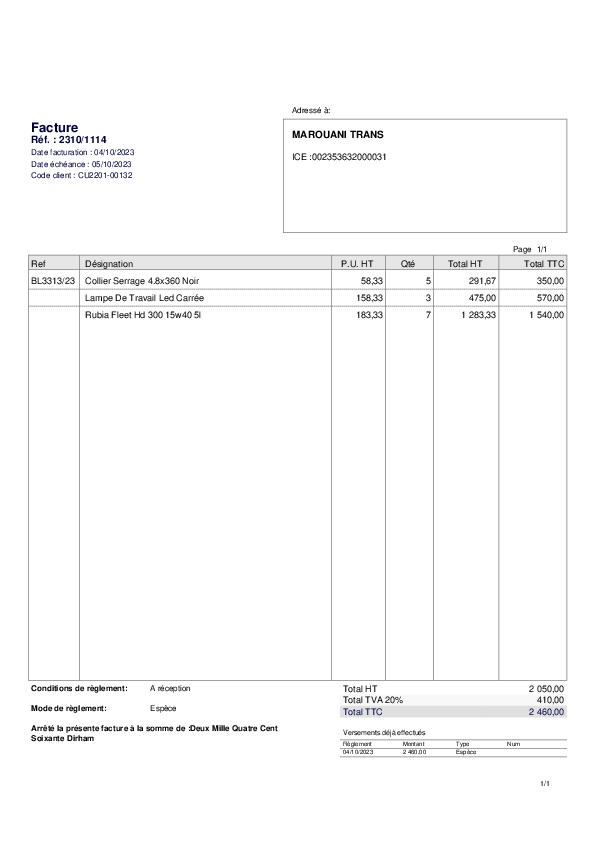 Adressé à:
Facture
Réf. : 2310/1114
Date facturation : 04/10/2023
Date échéance : 05/10/2023
Code client : CU2201-00132
MAROUANI TRANS
ICE :002353632000031
Page 1/1
Ref Désignation P.U. HT Qté Total HT Total TTC
BL3313/23 Collier Serrage 4.8x360 Noir 58,33 5 291,67 350,00
Lampe De Travail Led Carrée 158,33 3 475,00 570,00
Rubia Fleet Hd 300 15w40 5l 183,33 7 1 283,33 1 540,00
Conditions de règlement: A réception
Mode de règlement: Espèce
Arrêté la présente facture à la somme de :Deux Mille Quatre Cent
Soixante Dirham
Total HT 2 050,00
Total TVA 20% 410,00
Total TTC 2 460,00
Versements déjà effectués
Règlement Montant Type Num
04/10/2023 2 460,00 Espèce
1/1